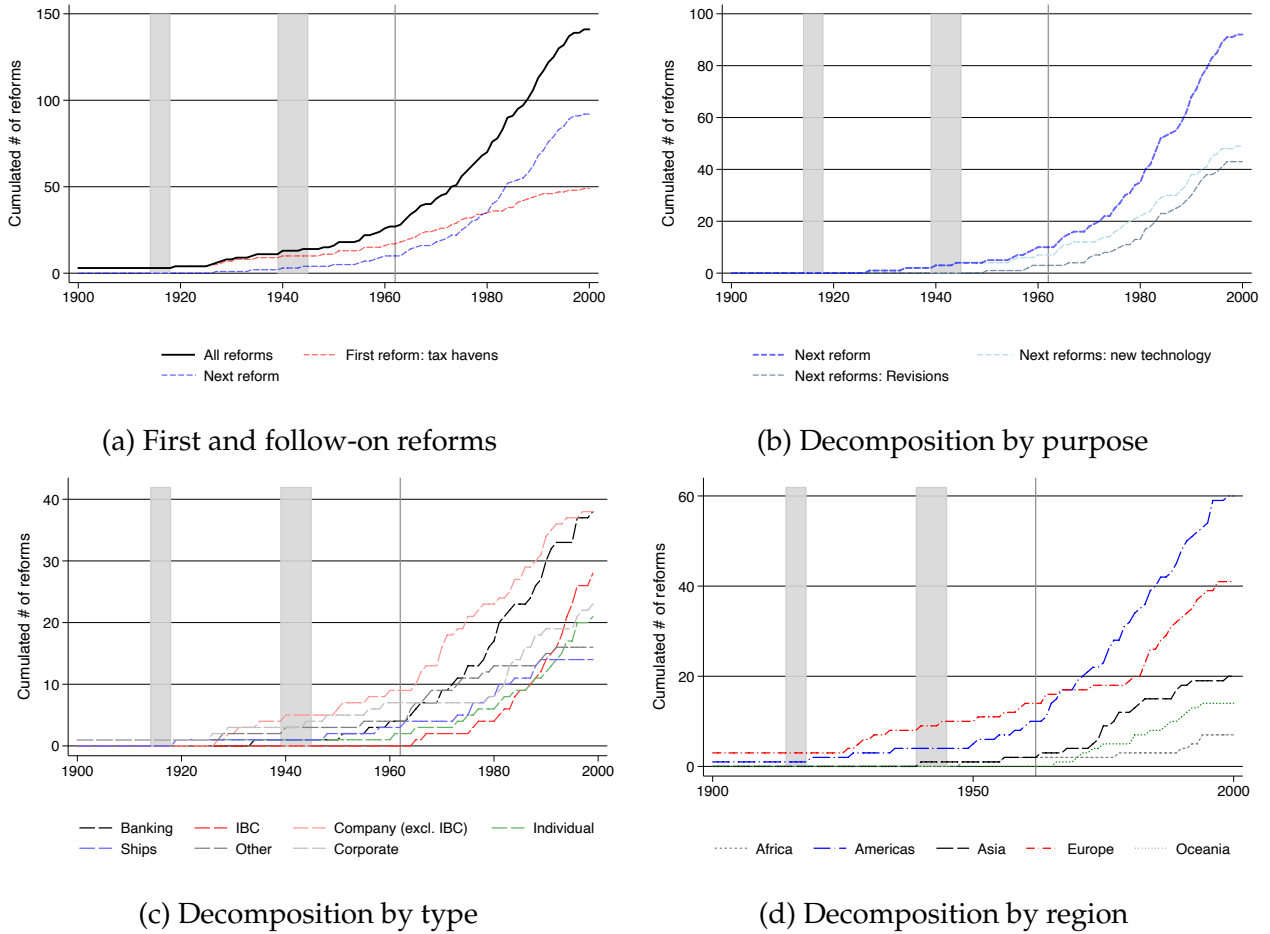 150
100
50
0
Cumulated # of reforms
1900 1920 1940 1960 1980 2000
All reforms First reform: tax havens
Next reform
(a) First and follow-on reforms
100
80
60
40
20
0
Cumulated # of reforms
1900 1920 1940 1960 1980 2000
Next reform Next reforms: new technology
Next reforms: Revisions
(b) Decomposition by purpose
40
30
20
10
0
Cumulated # of reforms
1900 1920 1940 1960 1980 2000
Banking IBC Company (excl. IBC) Individual
Ships Other Corporate
(c) Decomposition by type
60
40
20
0
Cumulated # of reforms
1900 1950 2000
Africa Americas Asia Europe Oceania
(d) Decomposition by region